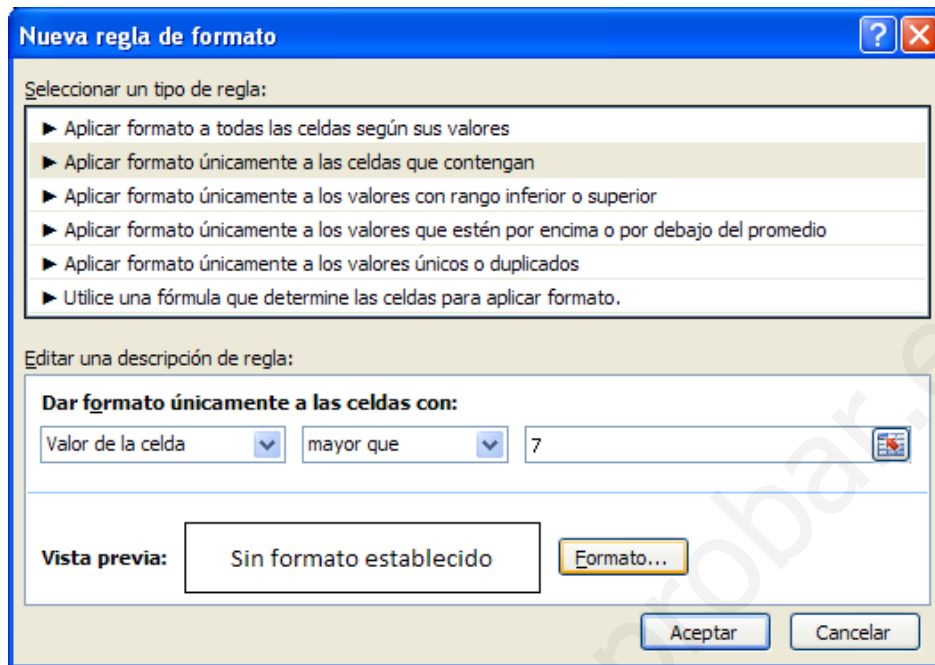 Nueva regla de formato
Seleccionar un tipo de regla:
► Aplicar formato a todas las celdas según sus valores
► Aplicar formato únicamente a las celdas que contengan
► Aplicar formato únicamente a los valores con rango inferior o superior
► Aplicar formato únicamente a los valores que estén por encima o por debajo del promedio
► Aplicar formato únicamente a los valores únicos o duplicados
► Utilice una fórmula que determine las celdas para aplicar formato.
Editar una descripción de regla:
Dar formato únicamente a las celdas con:
Valor de la celda mayor que 7
Vista previa: Sin formato establecido Formato...
Aceptar Cancelar